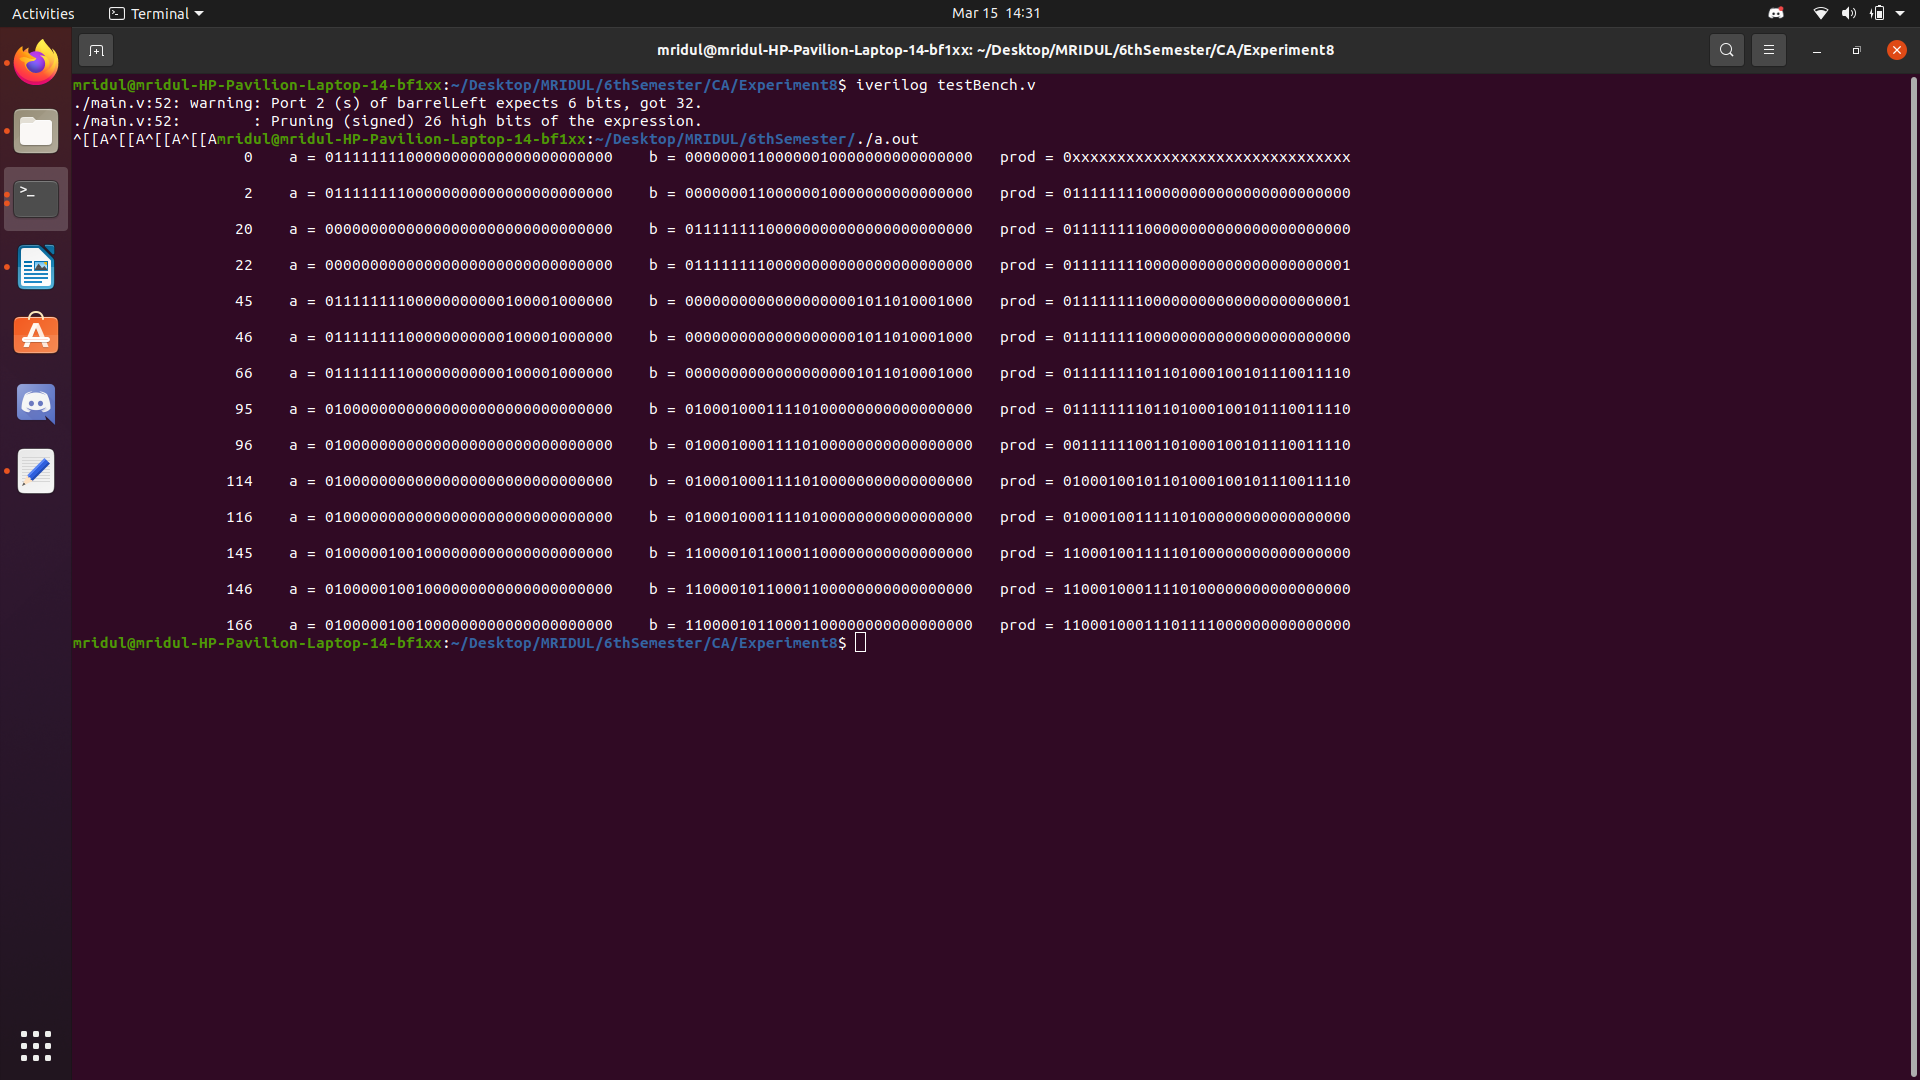 Activities Terminal Mar 15 14:31
mridul@mridul-HP-Pavilion-Laptop-14-bf1xx: ~/Desktop/MRIDUL/6thSemester/CA/Experiment8
mridul@mridul-HP-Pavilion-Laptop-14-bf1xx:~/Desktop/MRIDUL/6thSemester/CA/Experiment8$ iverilog testBench.v
./main.v:52: warning: Port 2 (s) of barrelLeft expects 6 bits, got 32.
./main.v:52:        : Pruning (signed) 26 high bits of the expression.
^[[A^[[A^[[A^[[Amridul@mridul-HP-Pavilion-Laptop-14-bf1xx:~/Desktop/MRIDUL/6thSemester/./a.out
0 a = 01111111100000000000000000000000 b = 00000001100000010000000000000000 prod = 0xxxxxxxxxxxxxxxxxxxxxxxxxxxxxxx
2 a = 01111111100000000000000000000000 b = 00000001100000010000000000000000 prod = 01111111100000000000000000000000
20 a = 00000000000000000000000000000000 b = 01111111100000000000000000000000 prod = 01111111100000000000000000000000
22 a = 00000000000000000000000000000000 b = 01111111100000000000000000000000 prod = 01111111100000000000000000000001
45 a = 01111111100000000000100001000000 b = 00000000000000000001011010001000 prod = 01111111100000000000000000000001
46 a = 01111111100000000000100001000000 b = 00000000000000000001011010001000 prod = 01111111100000000000000000000000
66 a = 01111111100000000000100001000000 b = 00000000000000000001011010001000 prod = 01111111101101000100101110011110
95 a = 01000000000000000000000000000000 b = 01000100011110100000000000000000 prod = 01111111101101000100101110011110
96 a = 01000000000000000000000000000000 b = 01000100011110100000000000000000 prod = 00111111001101000100101110011110
114 a = 01000000000000000000000000000000 b = 01000100011110100000000000000000 prod = 01000100101101000100101110011110
116 a = 01000000000000000000000000000000 b = 01000100011110100000000000000000 prod = 01000100111110100000000000000000
145 a = 01000001001000000000000000000000 b = 11000010110001100000000000000000 prod = 11000100111110100000000000000000
146 a = 01000001001000000000000000000000 b = 11000010110001100000000000000000 prod = 11000100011110100000000000000000
166 a = 01000001001000000000000000000000 b = 11000010110001100000000000000000 prod = 11000100011101111000000000000000
mridul@mridul-HP-Pavilion-Laptop-14-bf1xx:~/Desktop/MRIDUL/6thSemester/CA/Experiment8$